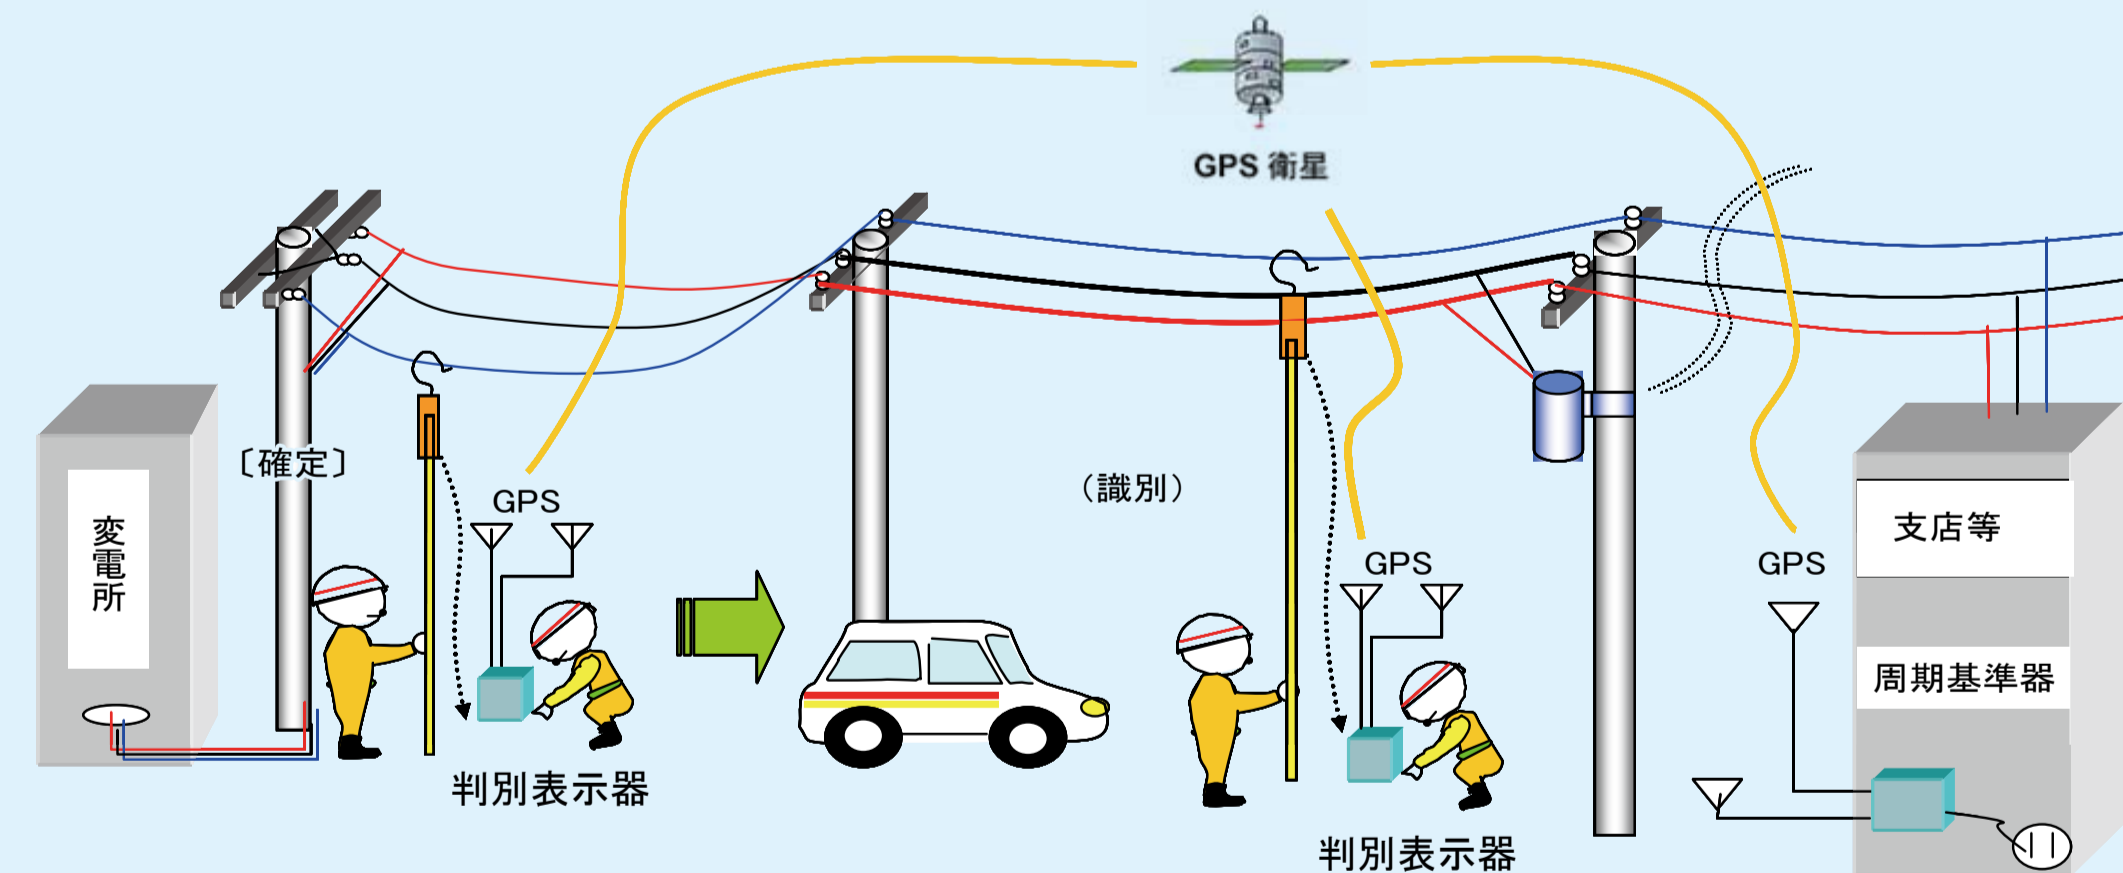 GPS 衛星
〔確定〕
変電所
GPS
判別表示器
（識別）
GPS
判別表示器
GPS
支店等
周期基準器